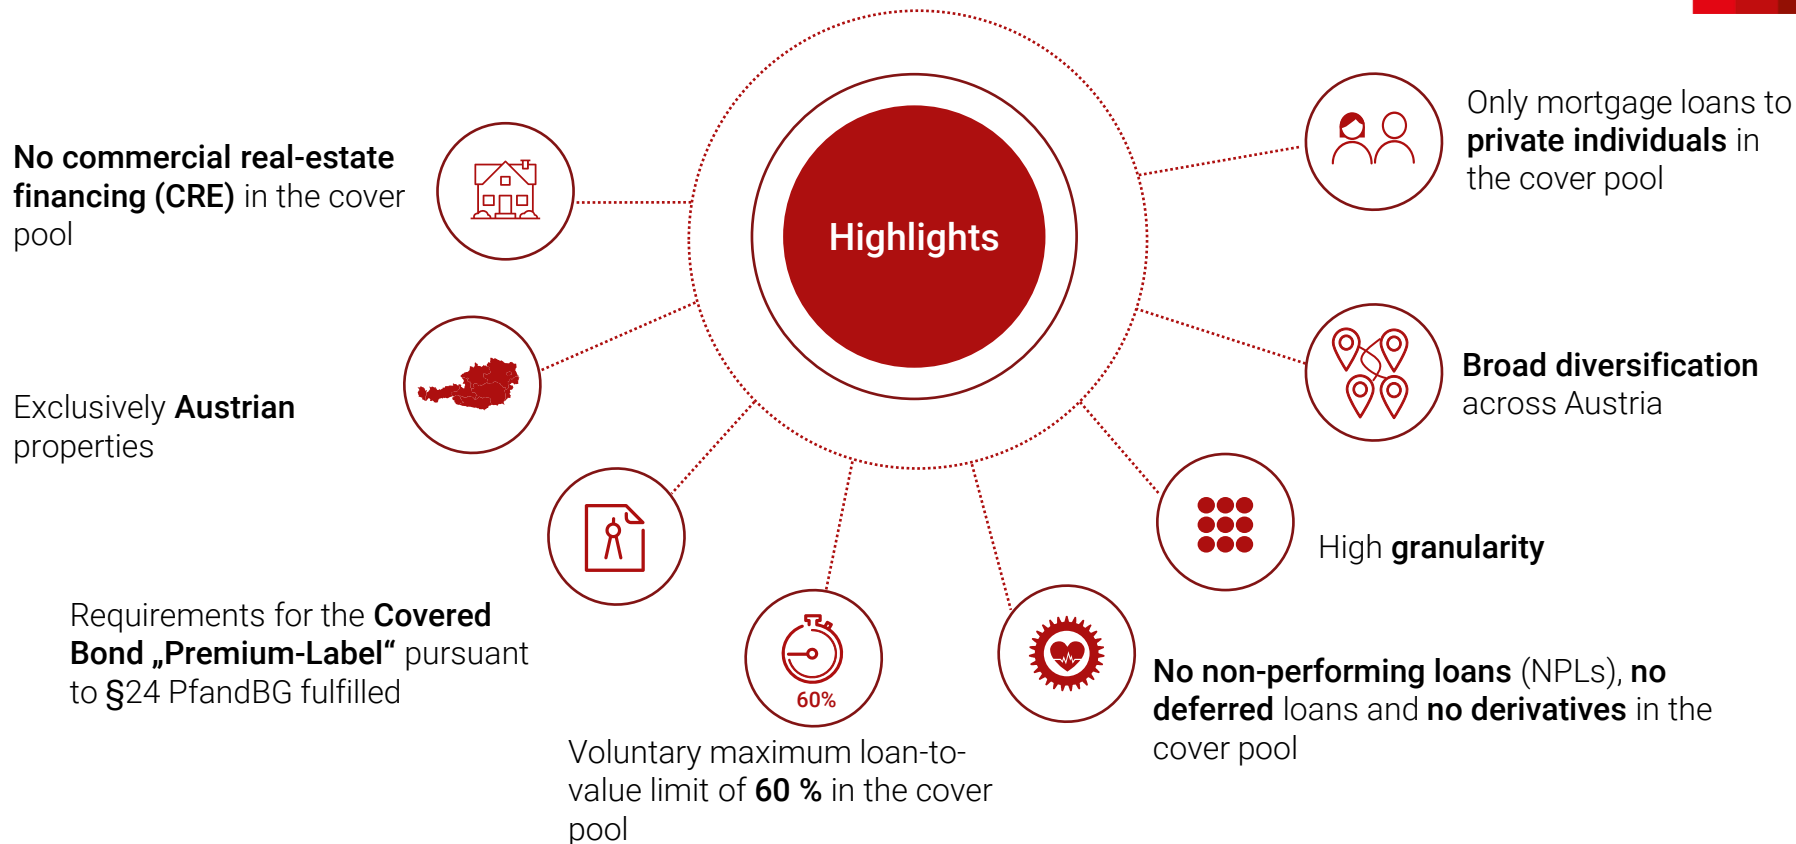 Highlights
No commercial real-estate
financing (CRE) in the cover
pool
Exclusively Austrian
properties
Requirements for the Covered
Bond „Premium-Label“ pursuant
to §24 PfandBG fulfilled
60%
Voluntary maximum loan-to-
value limit of 60 % in the cover
pool
No non-performing loans (NPLs), no
deferred loans and no derivatives in the
cover pool
High granularity
Broad diversification
across Austria
Only mortgage loans to
private individuals in
the cover pool